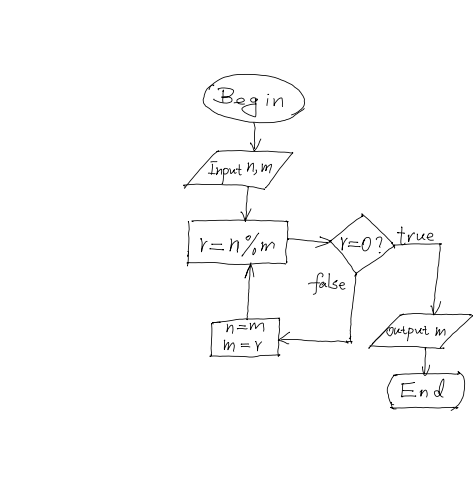 Begin
Input n, m
r=n%m
r=0?
true
false
n=m
m=r
output m
End